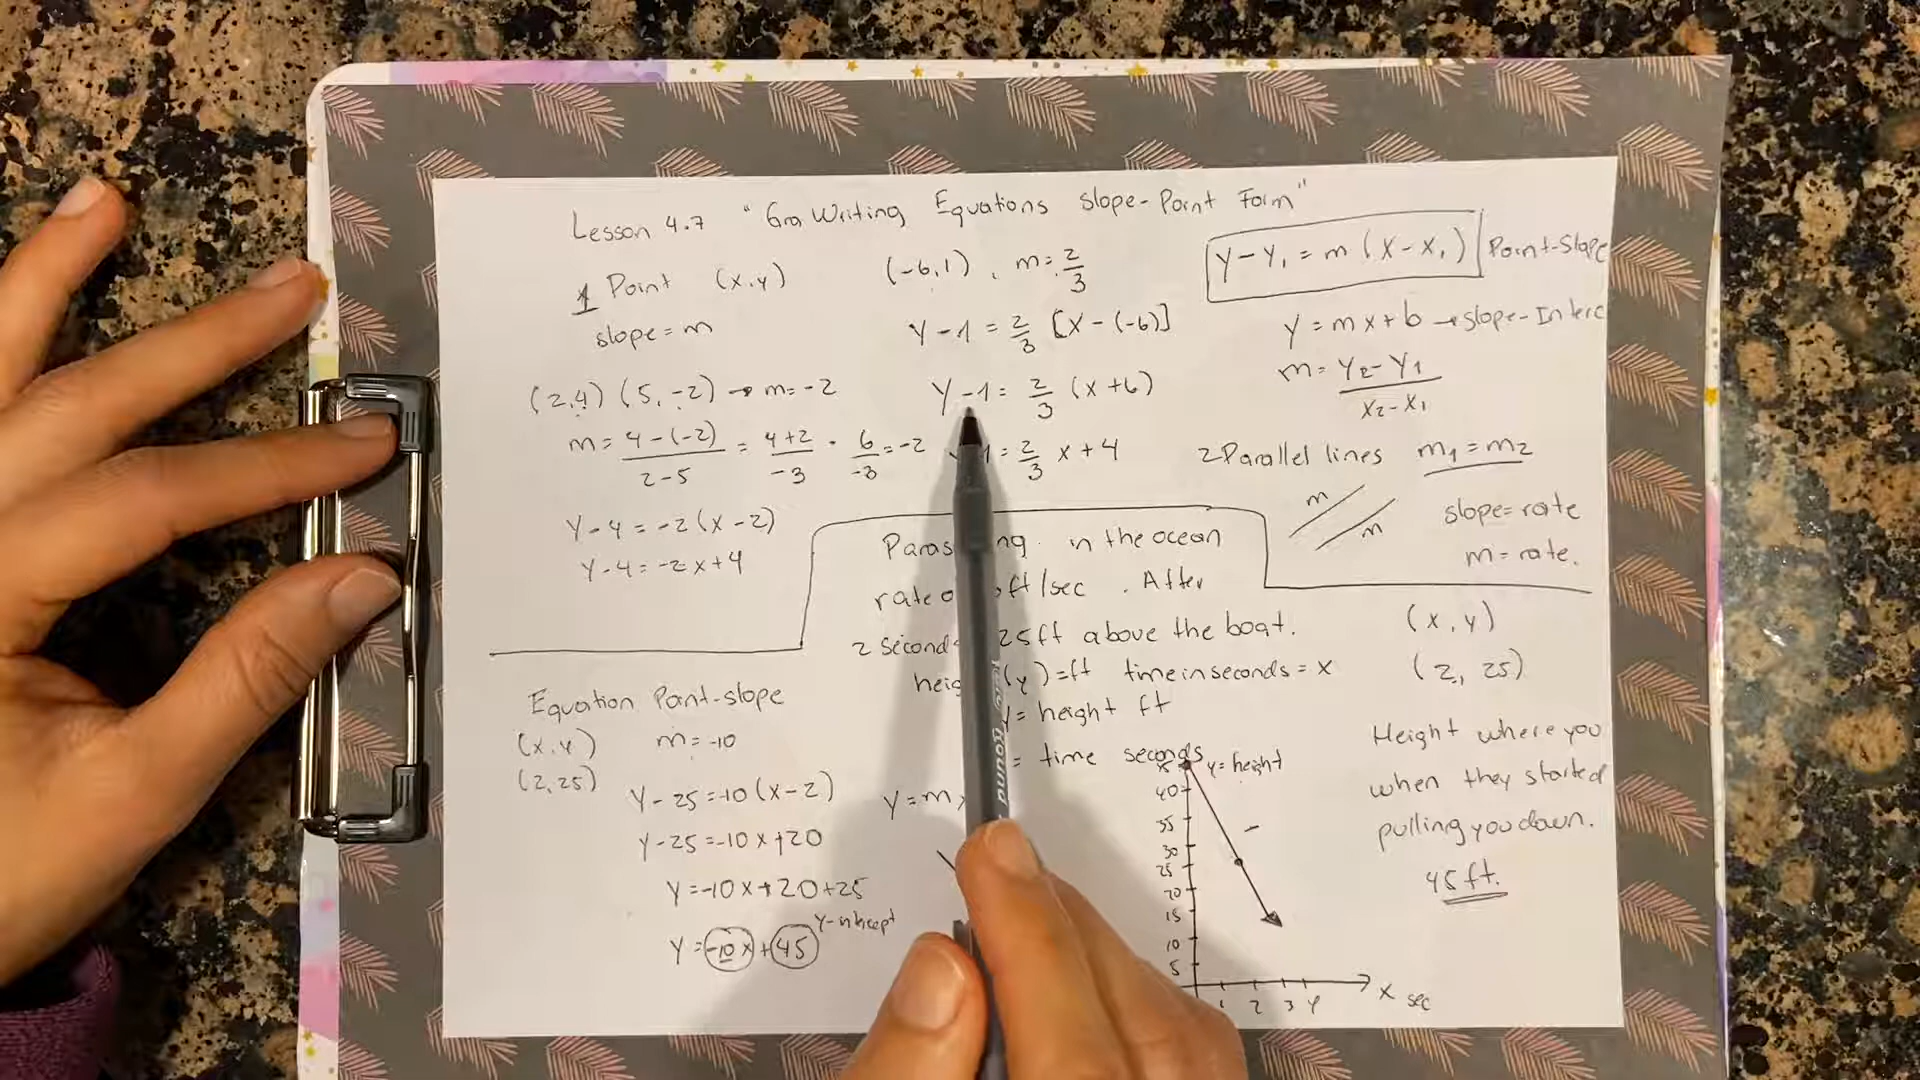 Lesson 4.7 "Gra Writing Equations Slope-Point Form"
1 Point (x,y)
slope = m
(2,4) (5,-2) → m = -2
m = 4-(-2) / 2-5 = 4+2 / -3 = 6 / -3 = -2
y-4 = -2(x-2)
y-4 = -2x+4
(-6,1), m = 2/3
y-1 = 2/3 [x-(-6)]
y-1 = 2/3 (x+6)
1 = 2/3 x+4
y-y₁ = m(x-x₁) Point-Slope
y = mx+b → slope-Interc
m = y₂-y₁ / x₂-x₁
2 Parallel lines m₁ = m₂
m
m
slope = rate
m = rate.
in the ocean
ft/sec. After
2 second 25ft above the boat.
(y) = ft time in seconds = x
= height ft
= time seconds
(x,y)
(2, 25)
Height where you
when they started
pulling you down.
45 ft.
Equation Point-slope
(x,y) m = -10
(2,25)
y-25 = -10(x-2)
y-25 = -10x+20
y = -10x+20+25
y = -10x+45 y-intercept
y = m
y = height
40
35
30
25
20
15
10
5
1 2 3 4
x sec
Round